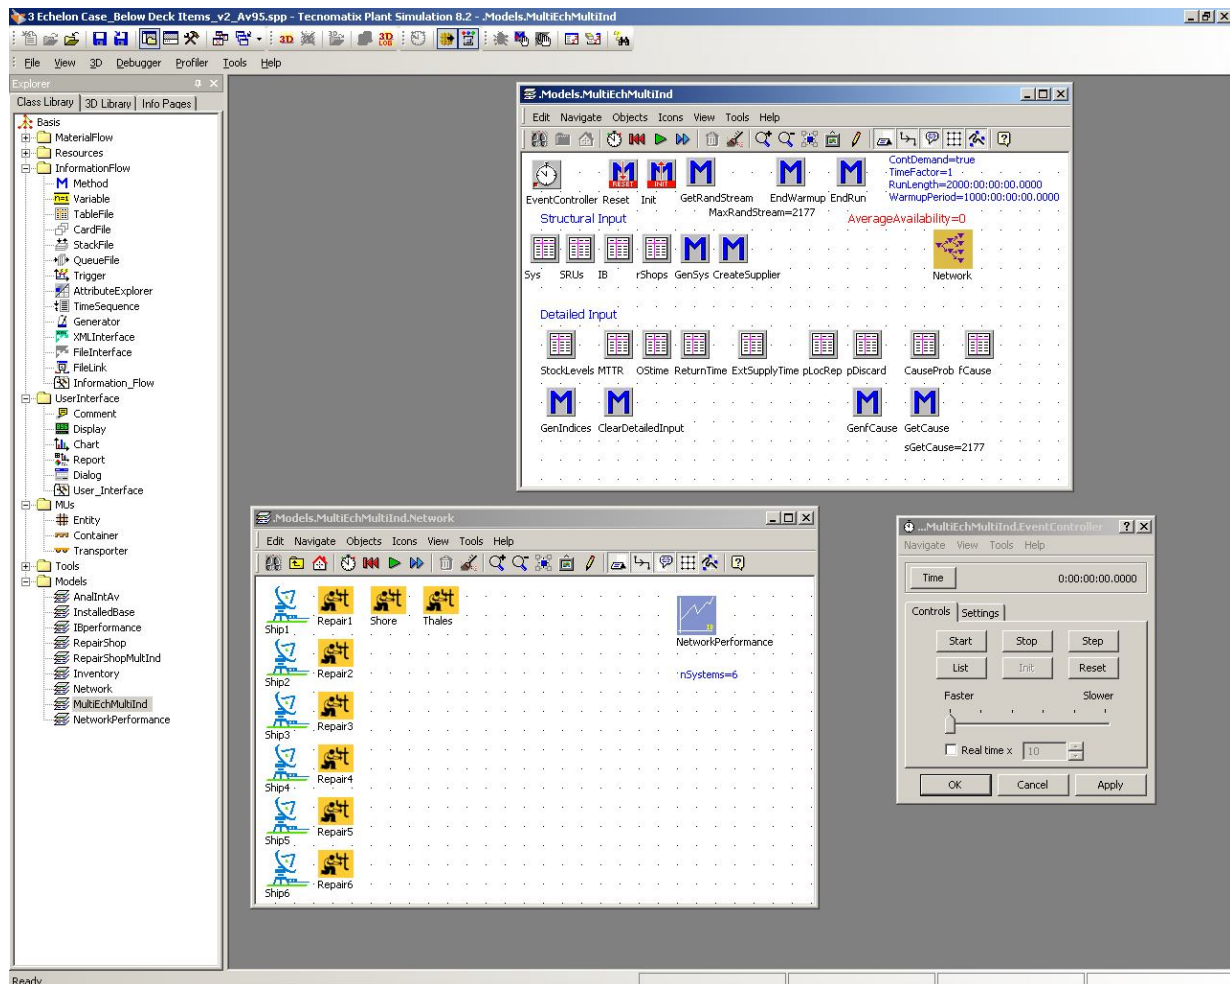 3 Echelon Case_Below Deck Items_v2_Av95.spp - Tecnomatix Plant Simulation 8.2 - .Models.MultiEchMultiInd
File View 3D Debugger Profiler Tools Help
Explorer
Class Library 3D Library Info Pages
Basis
MaterialFlow
Resources
InformationFlow
Method
Variable
TableFile
CardFile
StackFile
QueueFile
Trigger
AttributeExplorer
TimeSequence
Generator
XMLInterface
FileInterface
FileLink
Information_Flow
UserInterface
Comment
Display
Chart
Report
Dialog
User_Interface
MUs
Entity
Container
Transporter
Tools
Models
AnalIntAv
InstalledBase
IBperformance
RepairShop
RepairShopMultInd
Inventory
Network
MultiEchMultiInd
NetworkPerformance
.Models.MultiEchMultiInd
Edit Navigate Objects Icons View Tools Help
ContDemand=true
TimeFactor=1
RunLength=2000:00:00:00.0000
WarmupPeriod=1000:00:00:00.0000
RESET INIT
EventController Reset Init GetRandStream EndWarmup EndRun
MaxRandStream=2177
Structural Input
AverageAvailability=0
Sys SRUs IB rShops GenSys CreateSupplier
Network
Detailed Input
StockLevels MTTR OStime ReturnTime ExtSupplyTime pLocRep pDiscard CauseProb fCause
GenIndices ClearDetailedInput GenfCause GetCause
sGetCause=2177
.Models.MultiEchMultiInd.Network
Edit Navigate Objects Icons View Tools Help
Ship1 Repair1 Shore Thales
NetworkPerformance
nSystems=6
Ship2 Repair2
Ship3 Repair3
Ship4 Repair4
Ship5 Repair5
Ship6 Repair6
...MultiEchMultiInd.EventController
Navigate View Tools Help
Time 0:00:00:00.0000
Controls Settings
Start Stop Step
List Init Reset
Faster Slower
Real time x 10
OK Cancel Apply
Ready